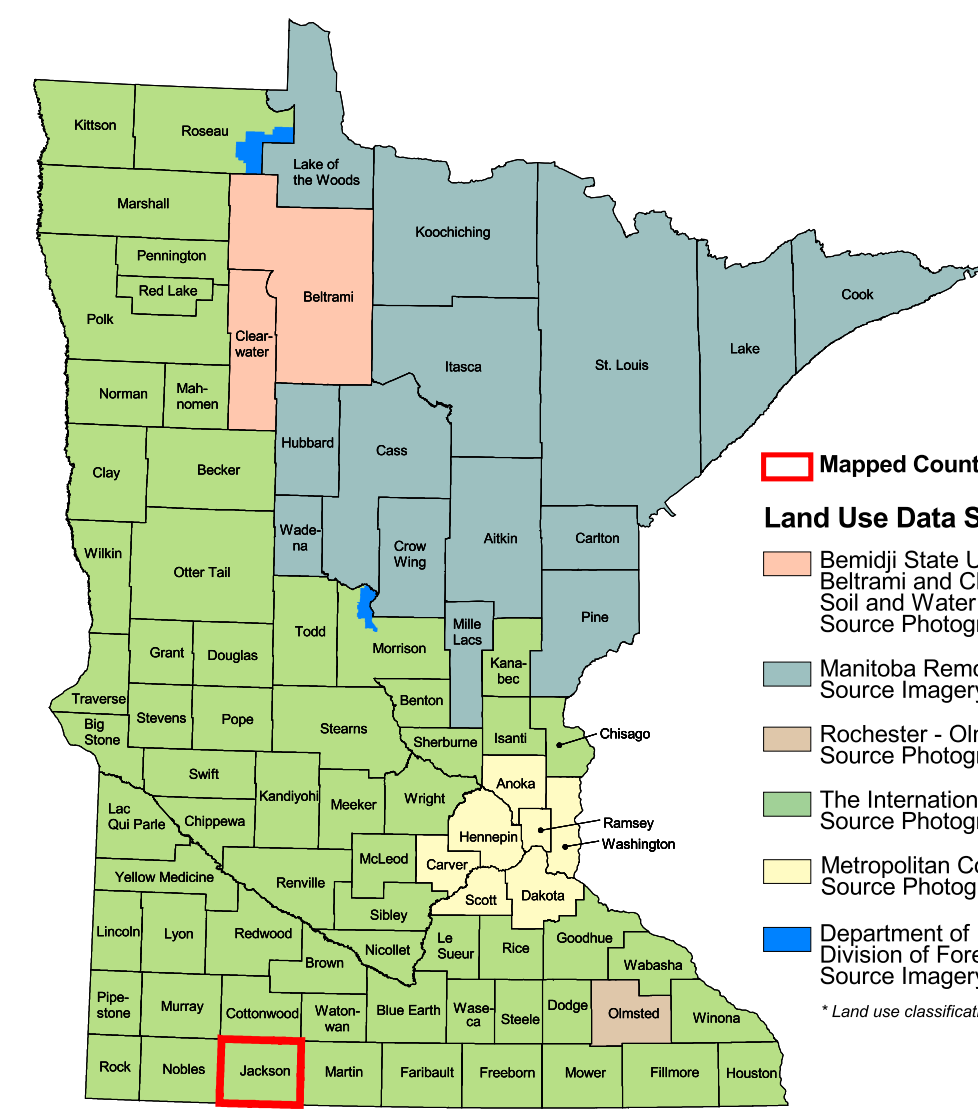 Kittson
Roseau
Lake of
the Woods
Marshall
Koochiching
Pennington
Red Lake
Beltrami
Cook
Polk
Clear-
water
Lake
Itasca
St. Louis
Norman
Mah-
nomen
Hubbard
Cass
Clay
Becker
Mapped Count
Land Use Data S
Wade-
na
Crow
Wing
Aitkin
Carlton
Wilkin
Otter Tail
Bemidji State U
Beltrami and Cl
Soil and Water
Source Photogr
Todd
Mille
Lacs
Pine
Grant
Douglas
Morrison
Kana-
bec
Manitoba Remo
Source Imagery
Traverse
Benton
Big
Stone
Stevens
Pope
Stearns
Sherburne
Isanti
Chisago
Rochester - Olm
Source Photogr
Swift
Anoka
Kandiyohi
Meeker
Wright
Lac
Qui Parle
Chippewa
Hennepin
Ramsey
Washington
The Internation
Source Photogr
McLeod
Carver
Yellow Medicine
Renville
Scott
Dakota
Metropolitan Co
Source Photog
Sibley
Lincoln
Lyon
Redwood
Nicollet
Le
Sueur
Rice
Goodhue
Brown
Wabasha
Department of
Division of Fore
Source Imagery
Pipe-
stone
Murray
Cottonwood
Waton-
wan
Blue Earth
Wase-
ca
Steele
Dodge
Olmsted
Winona
* Land use classificati
Rock
Nobles
Jackson
Martin
Faribault
Freeborn
Mower
Fillmore
Houston